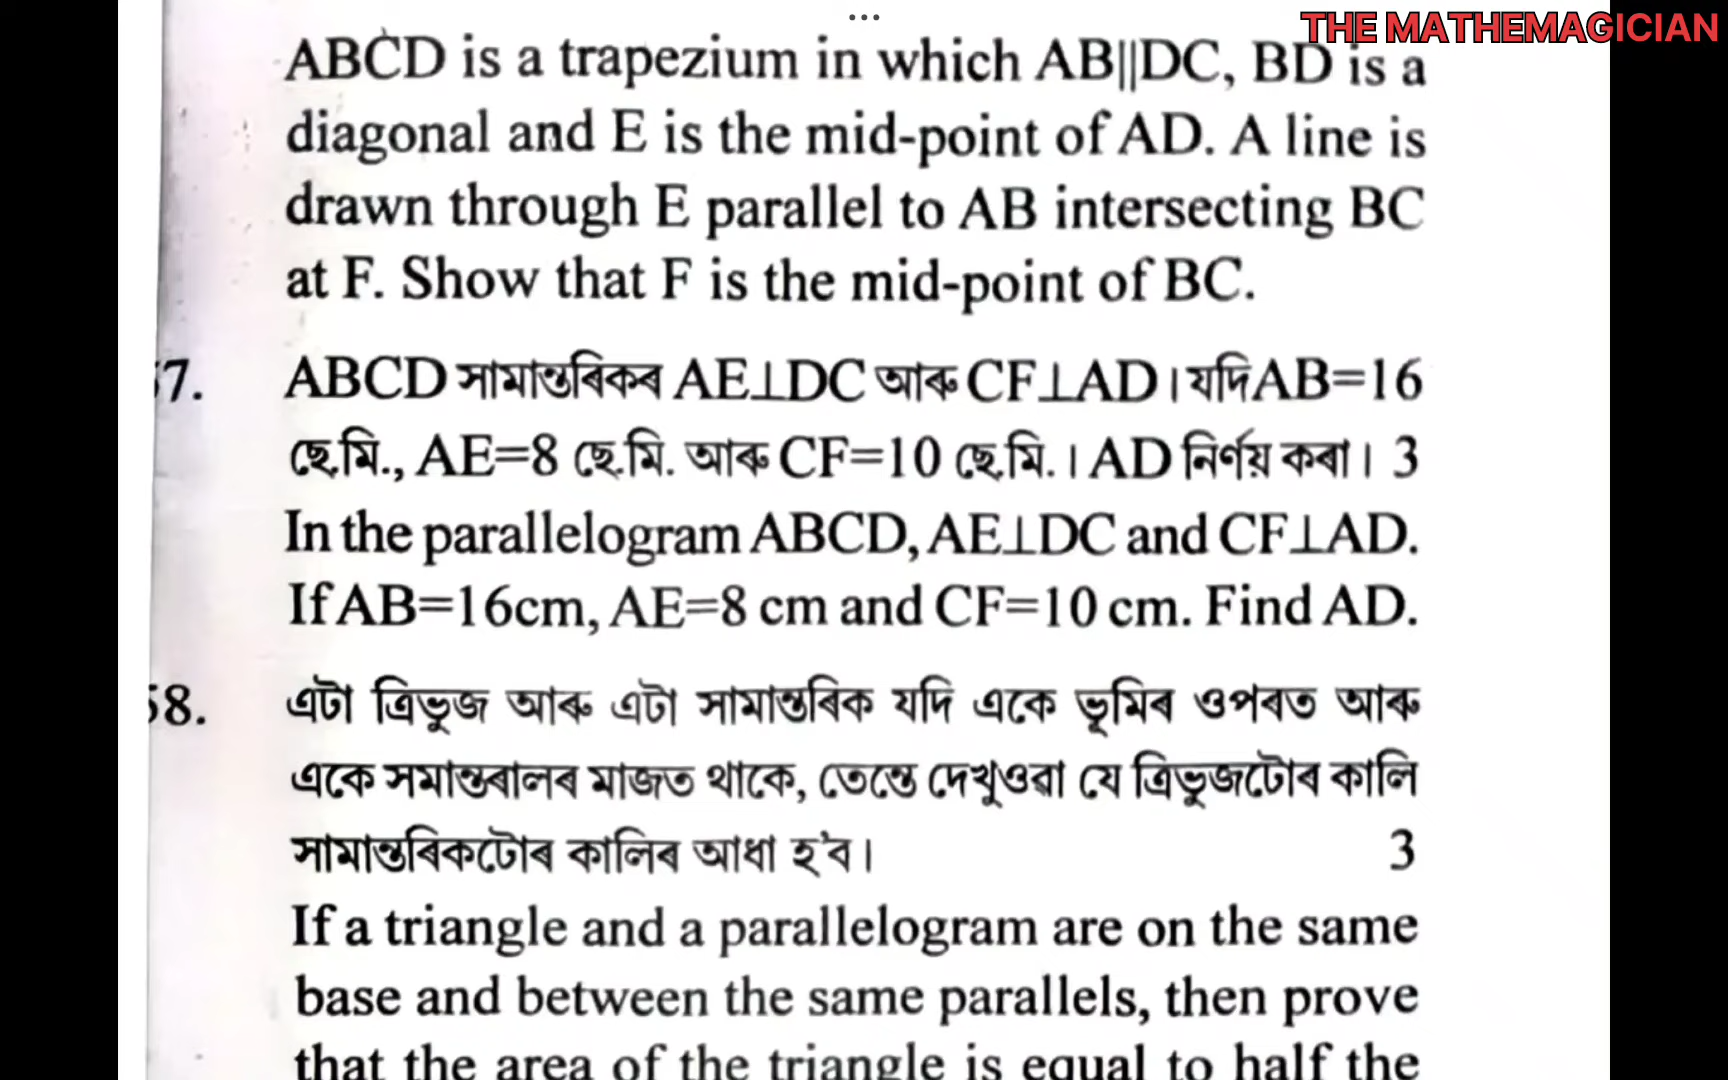 THE MATHEMAGICIAN
ABCD is a trapezium in which AB||DC, BD is a
diagonal and E is the mid-point of AD. A line is
drawn through E parallel to AB intersecting BC
at F. Show that F is the mid-point of BC.
7. ABCD সামান্তৰিকৰ AE⊥DC আৰু CF⊥AD। যদি AB=16
ছে.মি., AE=8 ছে.মি. আৰু CF=10 ছে.মি.। AD নিৰ্ণয় কৰা। 3
In the parallelogram ABCD, AE⊥DC and CF⊥AD.
If AB=16cm, AE=8 cm and CF=10 cm. Find AD.
58. এটা ত্ৰিভুজ আৰু এটা সামান্তৰিক যদি একে ভূমিৰ ওপৰত আৰু
একে সমান্তৰালৰ মাজত থাকে, তেন্তে দেখুওৱা যে ত্ৰিভুজটোৰ কালি
সামান্তৰিকটোৰ কালিৰ আধা হ'ব। 3
If a triangle and a parallelogram are on the same
base and between the same parallels, then prove
that the area of the triangle is equal to half the